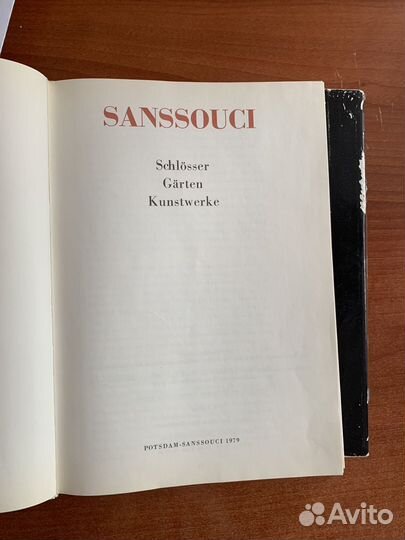 SANSSOUCI
Schlösser
Gärten
Kunstwerke
POTSDAM-SANSSOUCI 1979
Avito